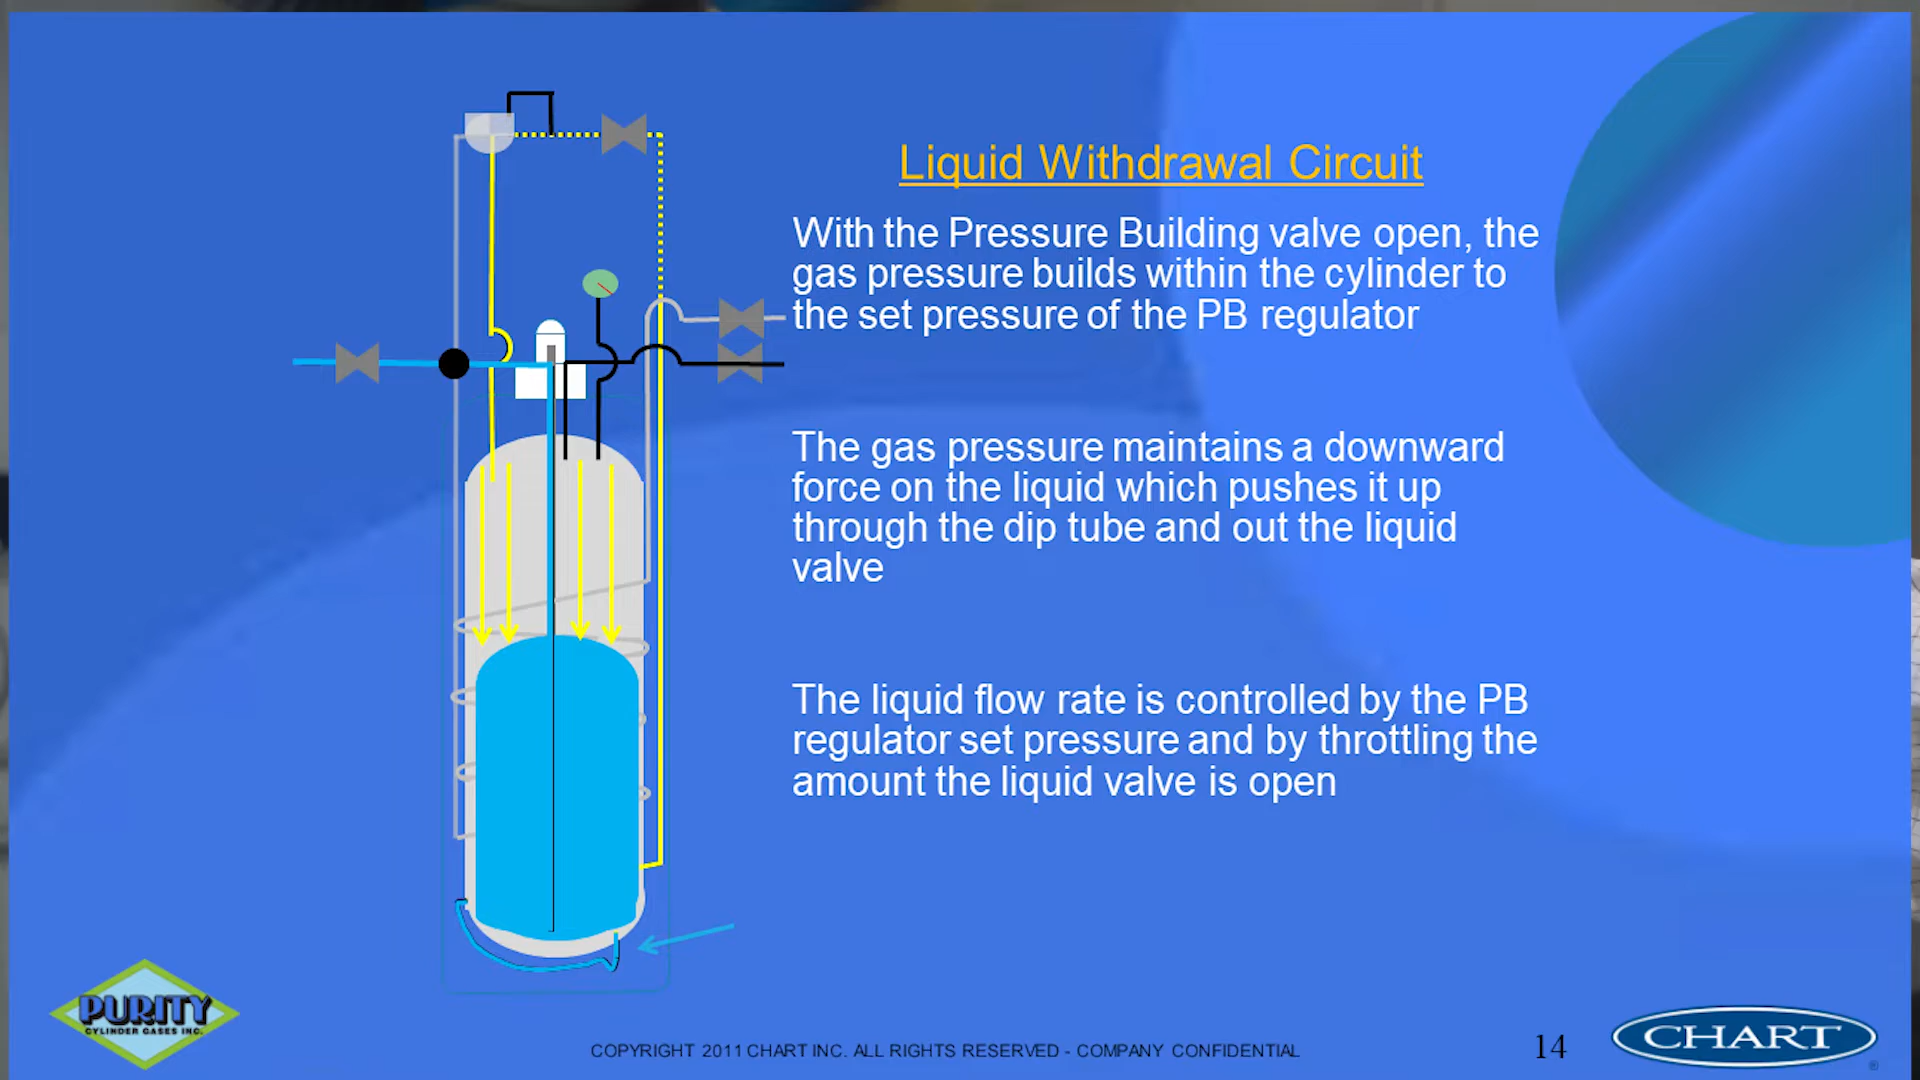 Liquid Withdrawal Circuit
With the Pressure Building valve open, the
gas pressure builds within the cylinder to
the set pressure of the PB regulator
The gas pressure maintains a downward
force on the liquid which pushes it up
through the dip tube and out the liquid
valve
The liquid flow rate is controlled by the PB
regulator set pressure and by throttling the
amount the liquid valve is open
PURITY
CYLINDER GASES INC.
COPYRIGHT 2011 CHART INC. ALL RIGHTS RESERVED - COMPANY CONFIDENTIAL
14
CHART
®